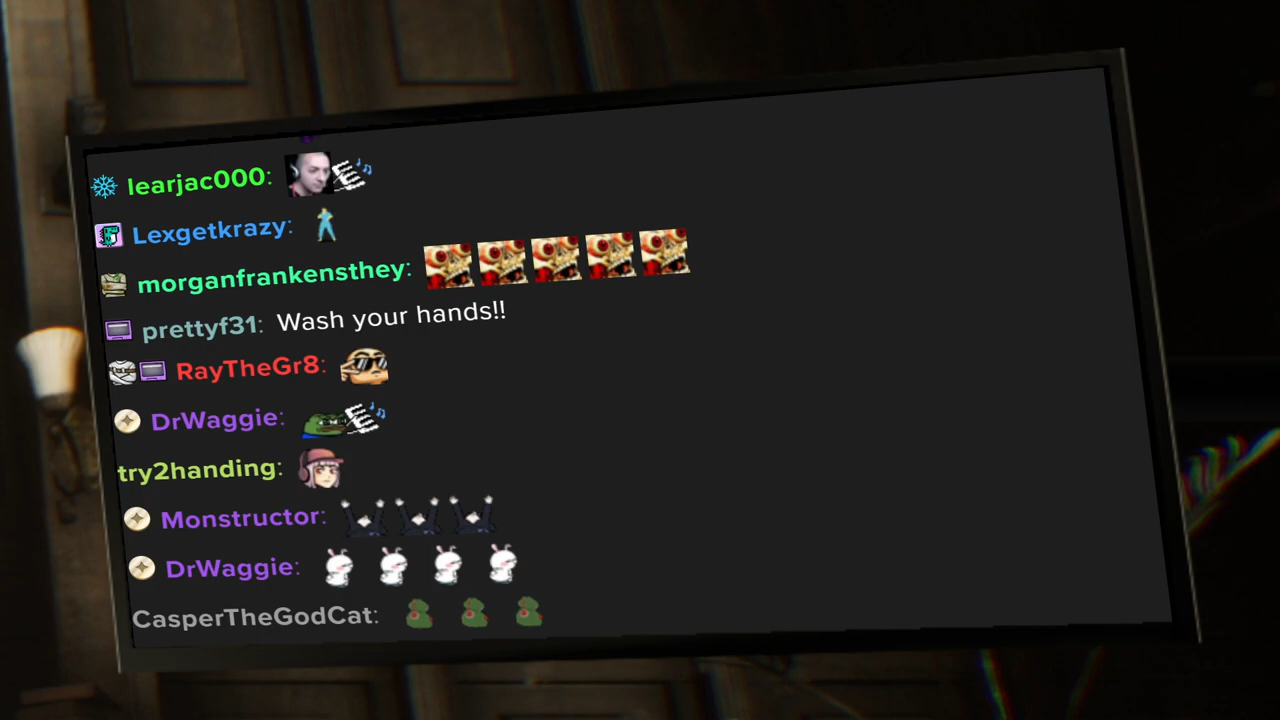 learjac000:
Lexgetkrazy:
morganfrankensthey:
prettyf31: Wash your hands!!
RayTheGr8:
DrWaggie:
try2handing:
Monstructor:
DrWaggie:
CasperTheGodCat: